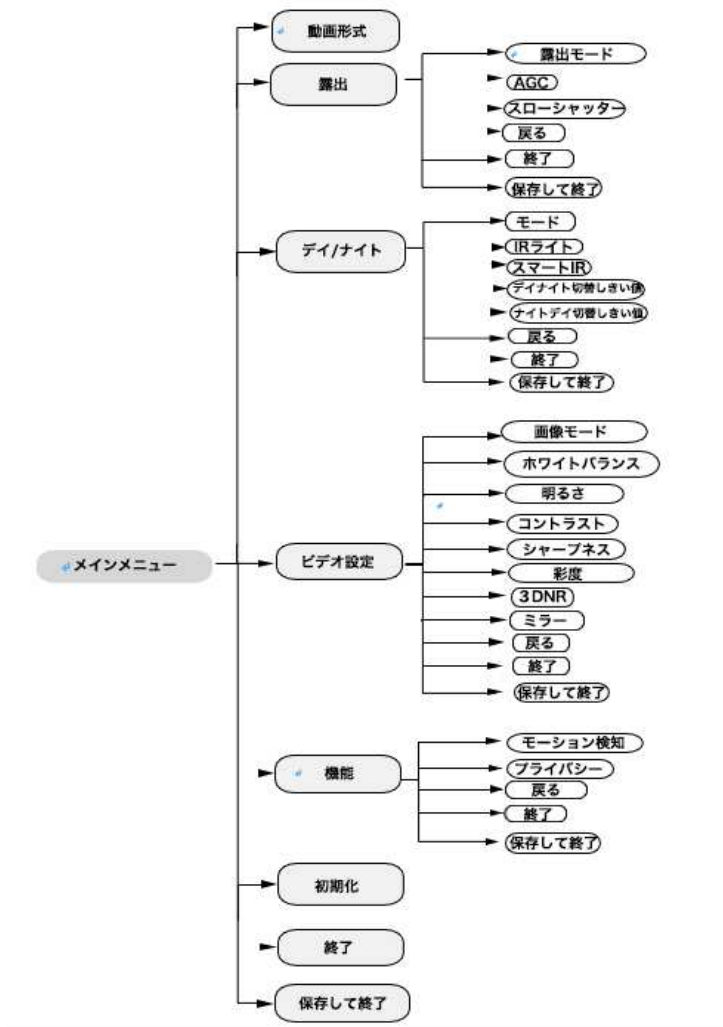 動画形式
露出
露出モード
AGC
スローシャッター
戻る
終了
保存して終了
デイ/ナイト
モード
IRライト
スマートIR
デイナイト切替しきい値
ナイトデイ切替しきい値
戻る
終了
保存して終了
メインメニュー
ビデオ設定
画像モード
ホワイトバランス
明るさ
コントラスト
シャープネス
彩度
3DNR
ミラー
戻る
終了
保存して終了
機能
モーション検知
プライバシー
戻る
終了
保存して終了
初期化
終了
保存して終了